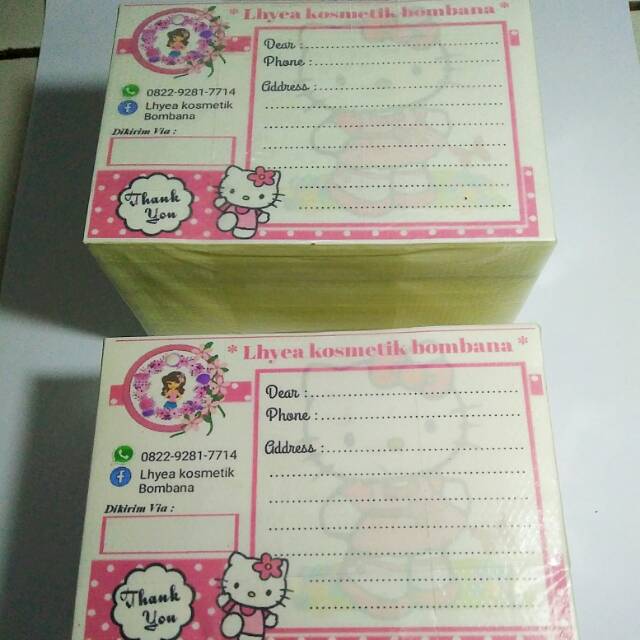 * Lhyea kosmetik bombana *
Dear :
Phone :
Address :
0822-9281-7714
Lhyea kosmetik
Bombana
Dikirim Via :
Thank
You
* Lhyea kosmetik bombana *
Dear :
Phone :
Address :
0822-9281-7714
Lhyea kosmetik
Bombana
Dikirim Via :
Thank
You